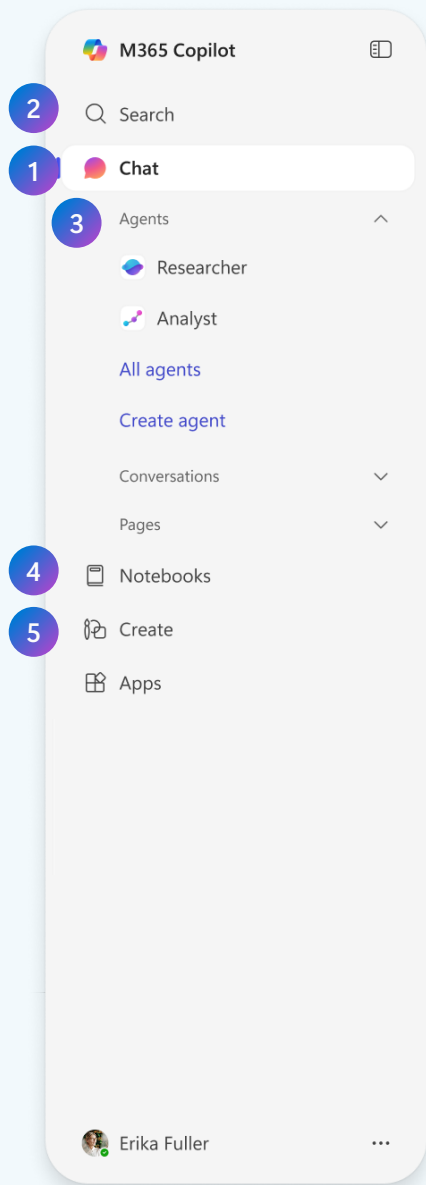 M365 Copilot
2 Search
1 Chat
3 Agents
Researcher
Analyst
All agents
Create agent
Conversations
Pages
4 Notebooks
5 Create
Apps
Erika Fuller